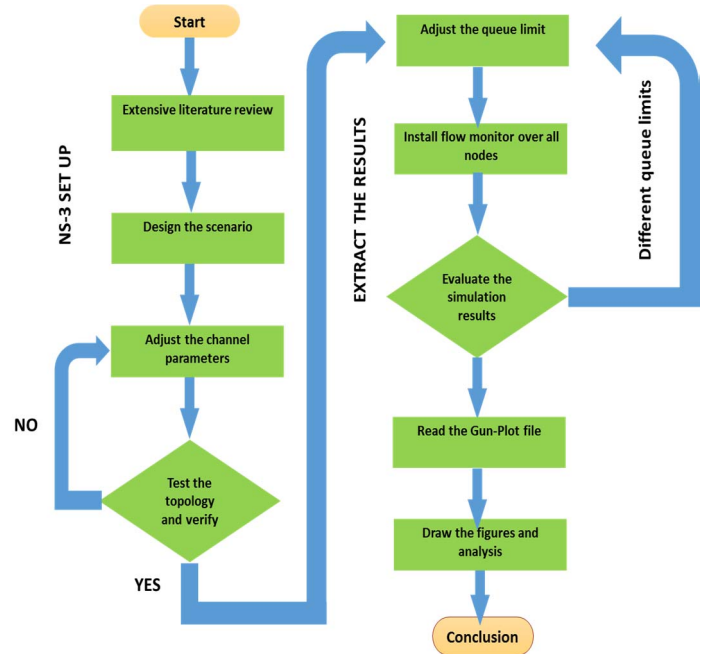 Start
Extensive literature review
NS-3 SET UP
Design the scenario
Adjust the channel
parameters
NO
Test the
topology
and verify
YES
Adjust the queue limit
Install flow monitor over all
nodes
EXTRACT THE RESULTS
Different queue limits
Evaluate the
simulation
results
Read the Gun-Plot file
Draw the figures and
analysis
Conclusion